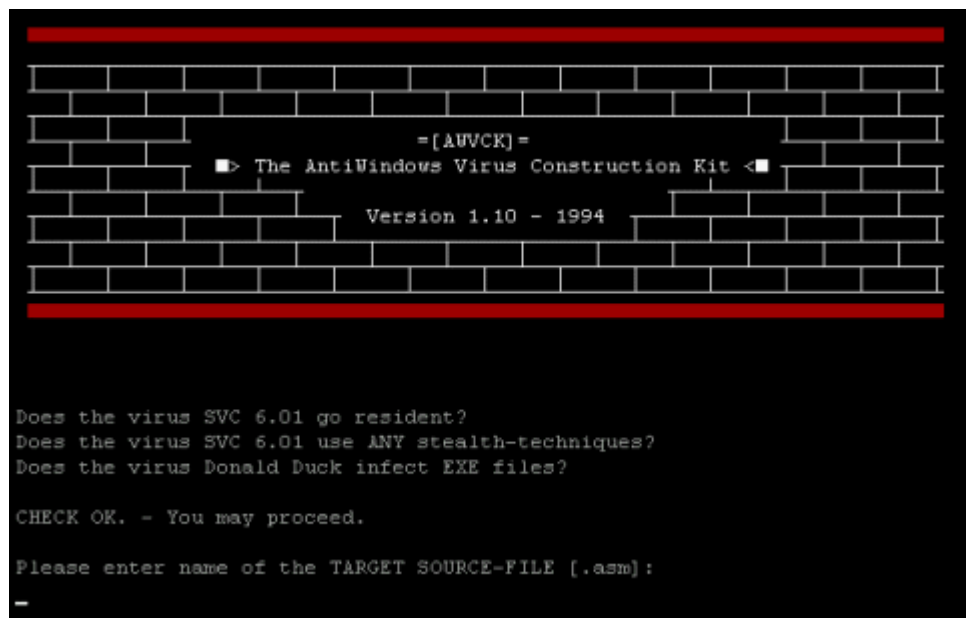 =[AWVCK]=
■> The AntiWindows Virus Construction Kit <■
Version 1.10 - 1994
Does the virus SVC 6.01 go resident?
Does the virus SVC 6.01 use ANY stealth-techniques?
Does the virus Donald Duck infect EXE files?
CHECK OK. - You may proceed.
Please enter name of the TARGET SOURCE-FILE [.asm]: